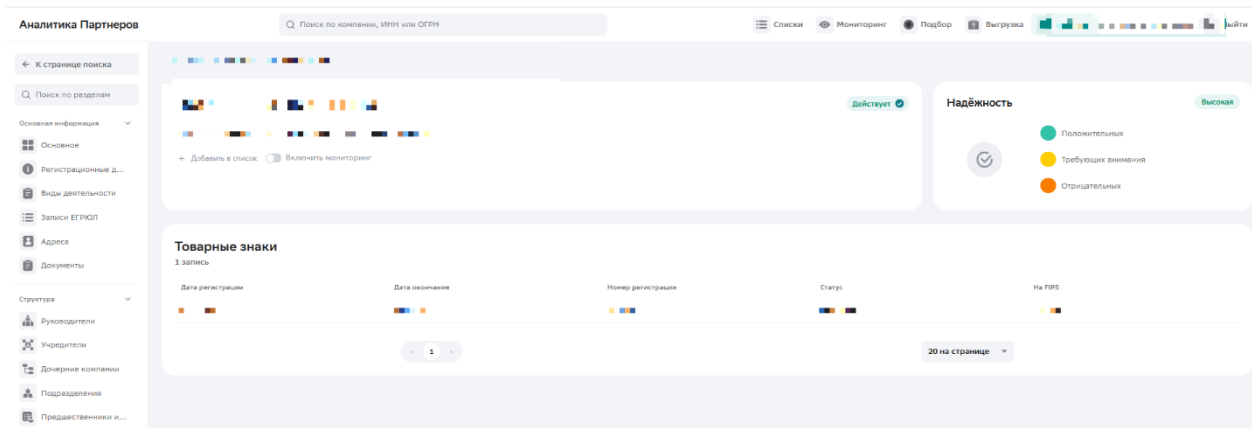 Аналитика Партнеров
Поиск по компании, ИНН или ОГРН
Списки
Мониторинг
Подбор
Выгрузка
← К странице поиска
Поиск по разделам
Основная информация
Основное
Регистрационные д...
Виды деятельности
Записи ЕГРЮЛ
Адреса
Документы
Структура
Руководители
Учредители
Дочерние компании
Подразделения
Предшественники и...
Действует
+ Добавить в список
Включить мониторинг
Надёжность
Высокая
Положительных
Требующих внимания
Отрицательных
Товарные знаки
1 запись
Дата регистрации
Дата окончания
Номер регистрации
Статус
На FIPS
‹ 1 ›
20 на странице